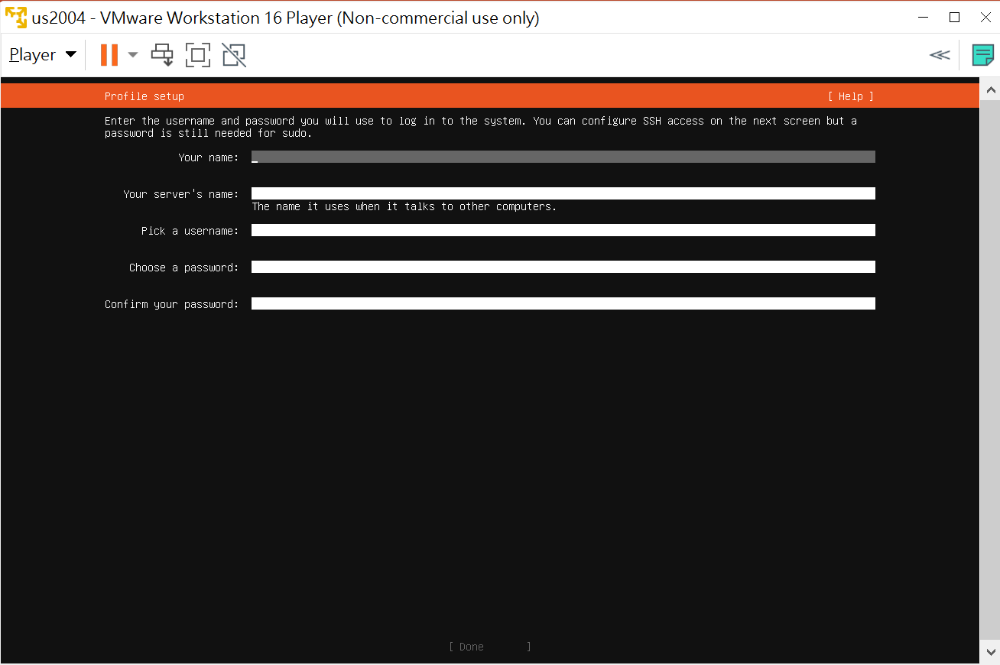 us2004 - VMware Workstation 16 Player (Non-commercial use only)
Player
Profile setup [ Help ]
Enter the username and password you will use to log in to the system. You can configure SSH access on the next screen but a
password is still needed for sudo.
Your name:
Your server's name:
The name it uses when it talks to other computers.
Pick a username:
Choose a password:
Confirm your password:
[ Done ]